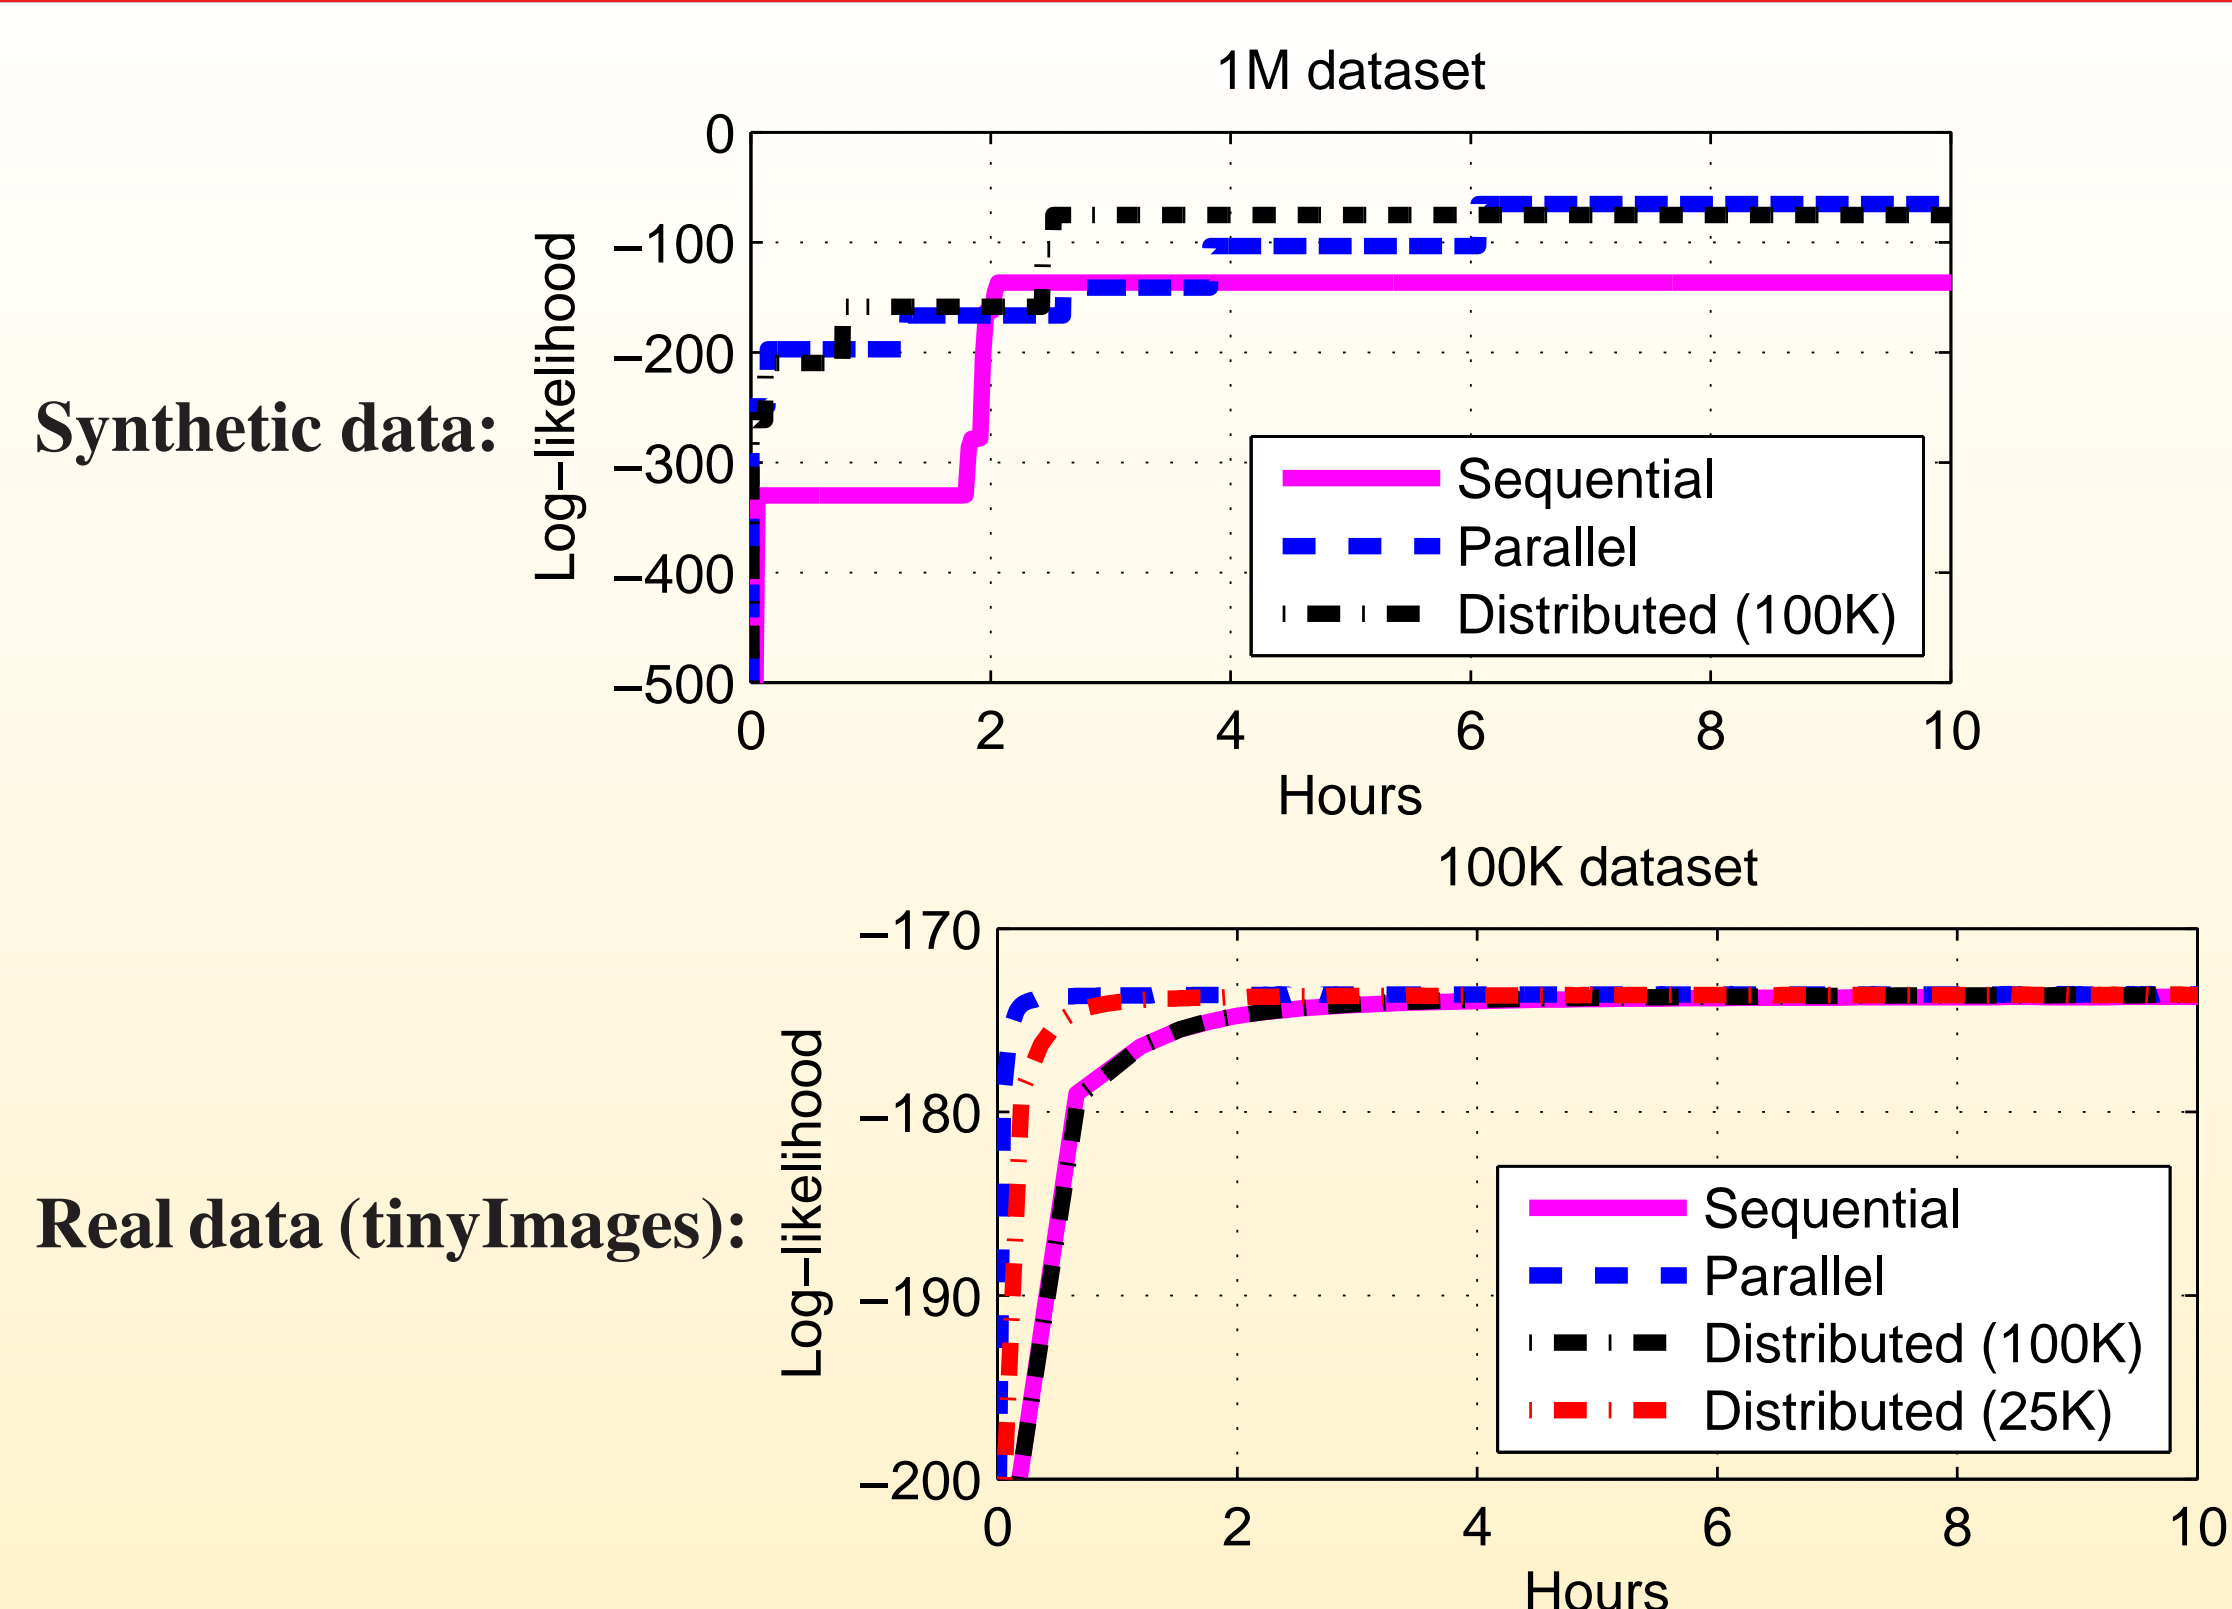 1M dataset
0
−100
−200
−300
−400
−500
Log−likelihood
Synthetic data:
Sequential
Parallel
Distributed (100K)
0 2 4 6 8 10
Hours
100K dataset
−170
−180
−190
−200
Log−likelihood
Real data (tinyImages):
Sequential
Parallel
Distributed (100K)
Distributed (25K)
0 2 4 6 8 10
Hours